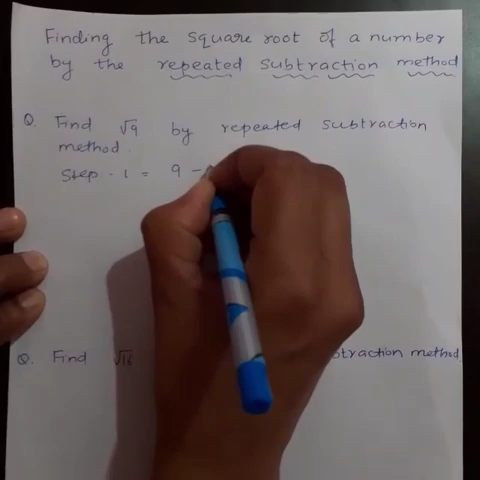 Finding the square root of a number
by the repeated subtraction method
Q. Find √9 by repeated subtraction
method.
Step - 1 = 9 -
Q. Find √16 btraction method